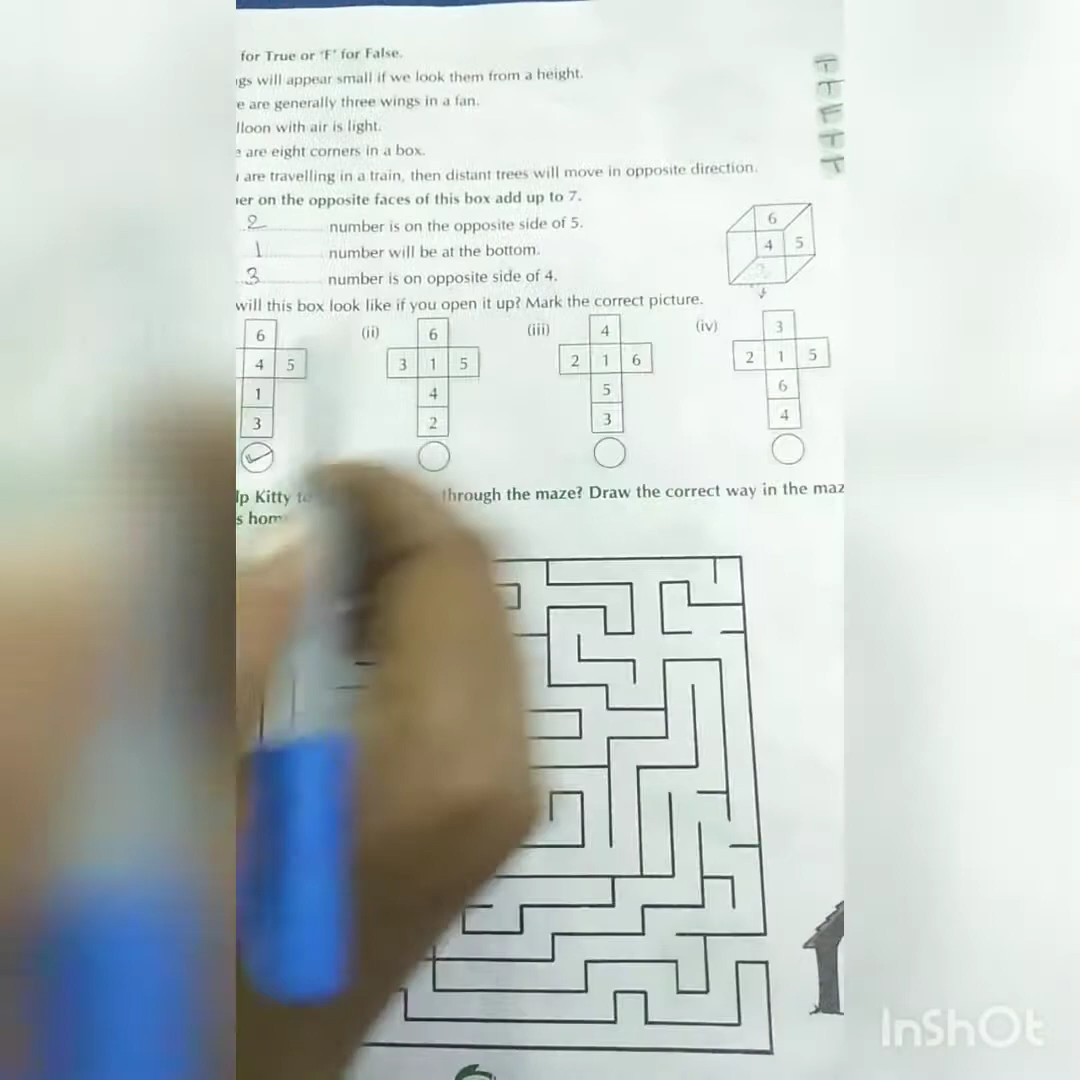 for True or 'F' for False.
gs will appear small if we look them from a height.
e are generally three wings in a fan.
lloon with air is light.
e are eight corners in a box.
are travelling in a train, then distant trees will move in opposite direction.
T
T
F
T
T
er on the opposite faces of this box add up to 7.
2 number is on the opposite side of 5.
1 number will be at the bottom.
3 number is on opposite side of 4.
6
4 5
will this box look like if you open it up? Mark the correct picture.
6
4 5
1
3
(ii)
6
3 1 5
4
2
(iii)
4
2 1 6
5
3
(iv)
3
2 1 5
6
4
lp Kitty to through the maze? Draw the correct way in the maz
s hom
InShOt